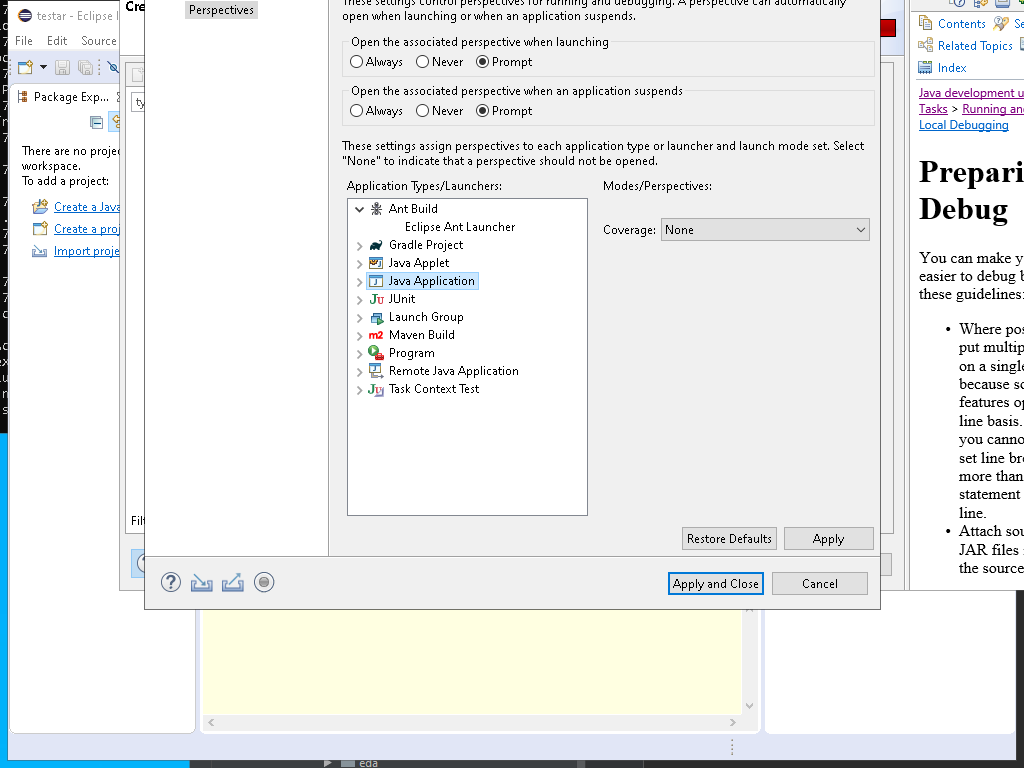 testar - Eclipse I
Cre
Perspectives
These settings control perspectives for running and debugging. A perspective can automatically
open when launching or when an application suspends.
File Edit Source
Contents
Se
Related Topics
Index
Open the associated perspective when launching
Always Never Prompt
Package Exp...
Java development u
Tasks > Running and
Local Debugging
Open the associated perspective when an application suspends
Always Never Prompt
ty
There are no projec
workspace.
To add a project:
Create a Java
Create a proj
Import proje
These settings assign perspectives to each application type or launcher and launch mode set. Select
"None" to indicate that a perspective should not be opened.
Application Types/Launchers:
Modes/Perspectives:
Ant Build
Eclipse Ant Launcher
Gradle Project
Java Applet
Java Application
JUnit
Launch Group
Maven Build
Program
Remote Java Application
Task Context Test
Coverage: None
Prepari
Debug
You can make y
easier to debug b
these guidelines:
• Where pos
put multip
on a single
because so
features op
line basis.
you canno
set line bre
more than
statement
line.
• Attach sou
JAR files
the source
Filt
Restore Defaults Apply
Apply and Close Cancel
eda